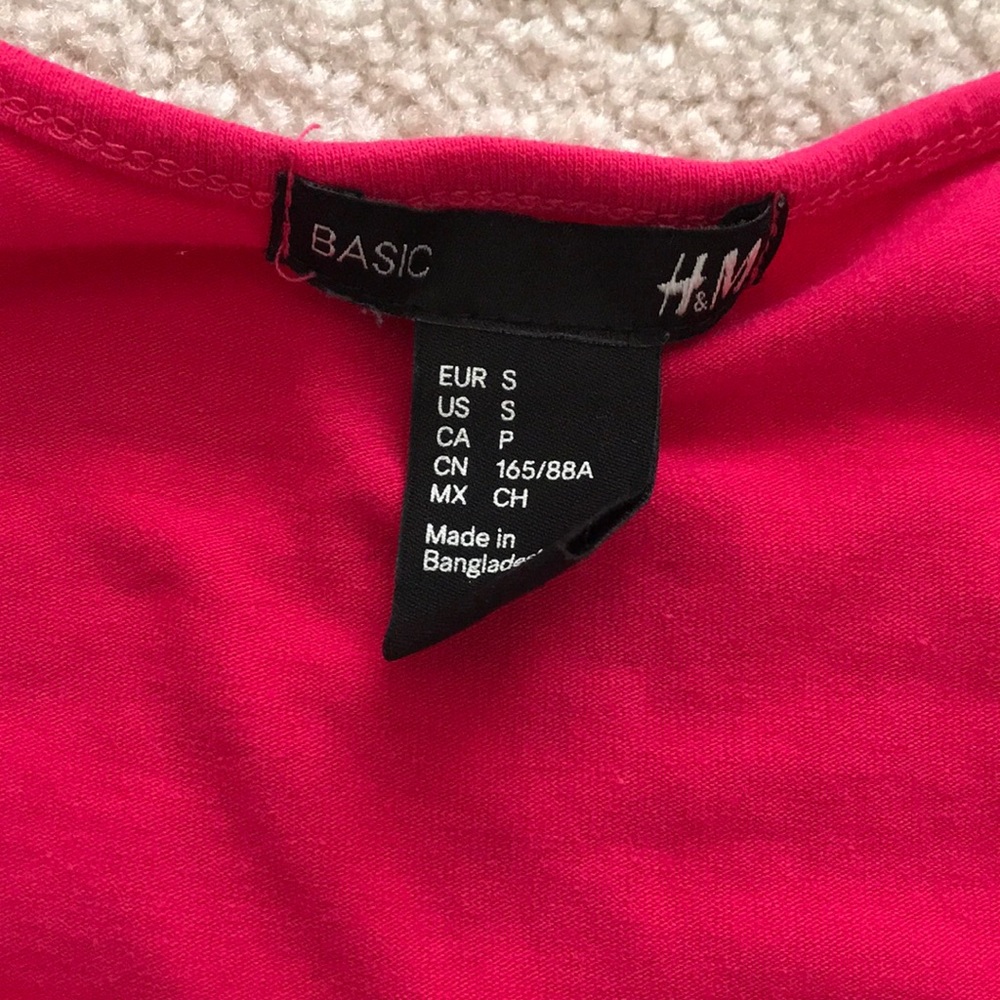 BASIC
H&M
EUR S
US S
CA P
CN 165/88A
MX CH
Made in